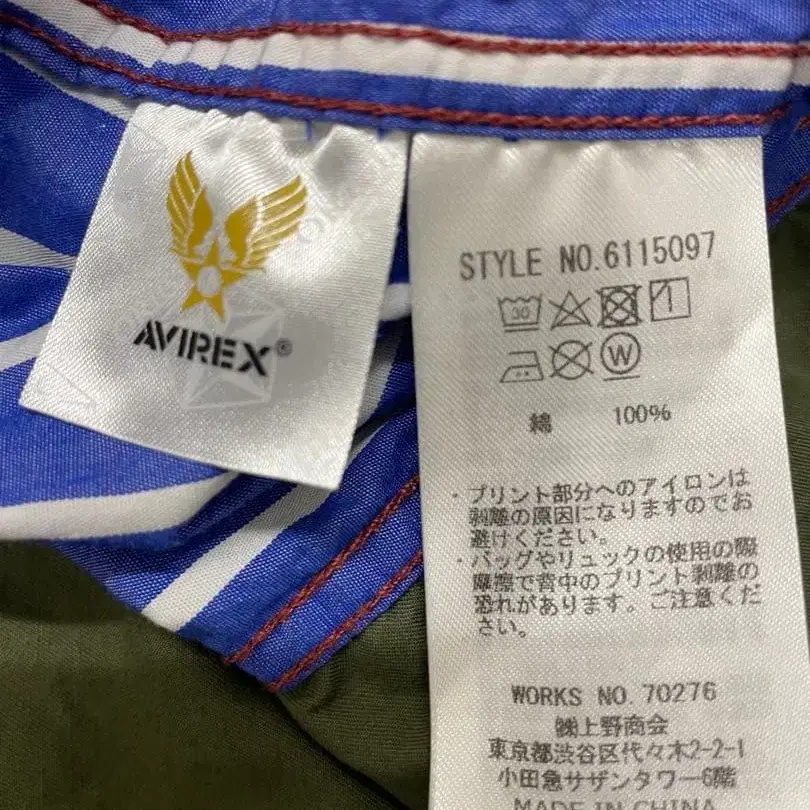 AVIREX®
STYLE NO.6115097
30
W
綿 100%
・プリント部分へのアイロンは
剥離の原因になりますのでお
避けください。
・バッグやリュックの使用の際
摩擦で背中のプリント剥離の
恐れがあります。ご注意くだ
さい。
WORKS NO.70276
㈱上野商会
東京都渋谷区代々木2-2-1
小田急サザンタワー6階
MADE IN CHINA